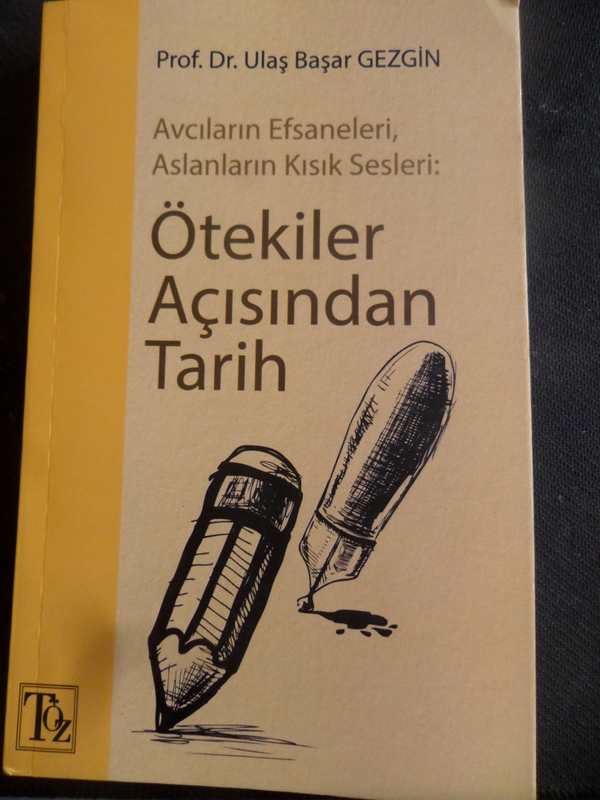 Prof. Dr. Ulaş Başar GEZGİN
Avcıların Efsaneleri,
Aslanların Kısık Sesleri:
Ötekiler
Açısından
Tarih
TÖZ